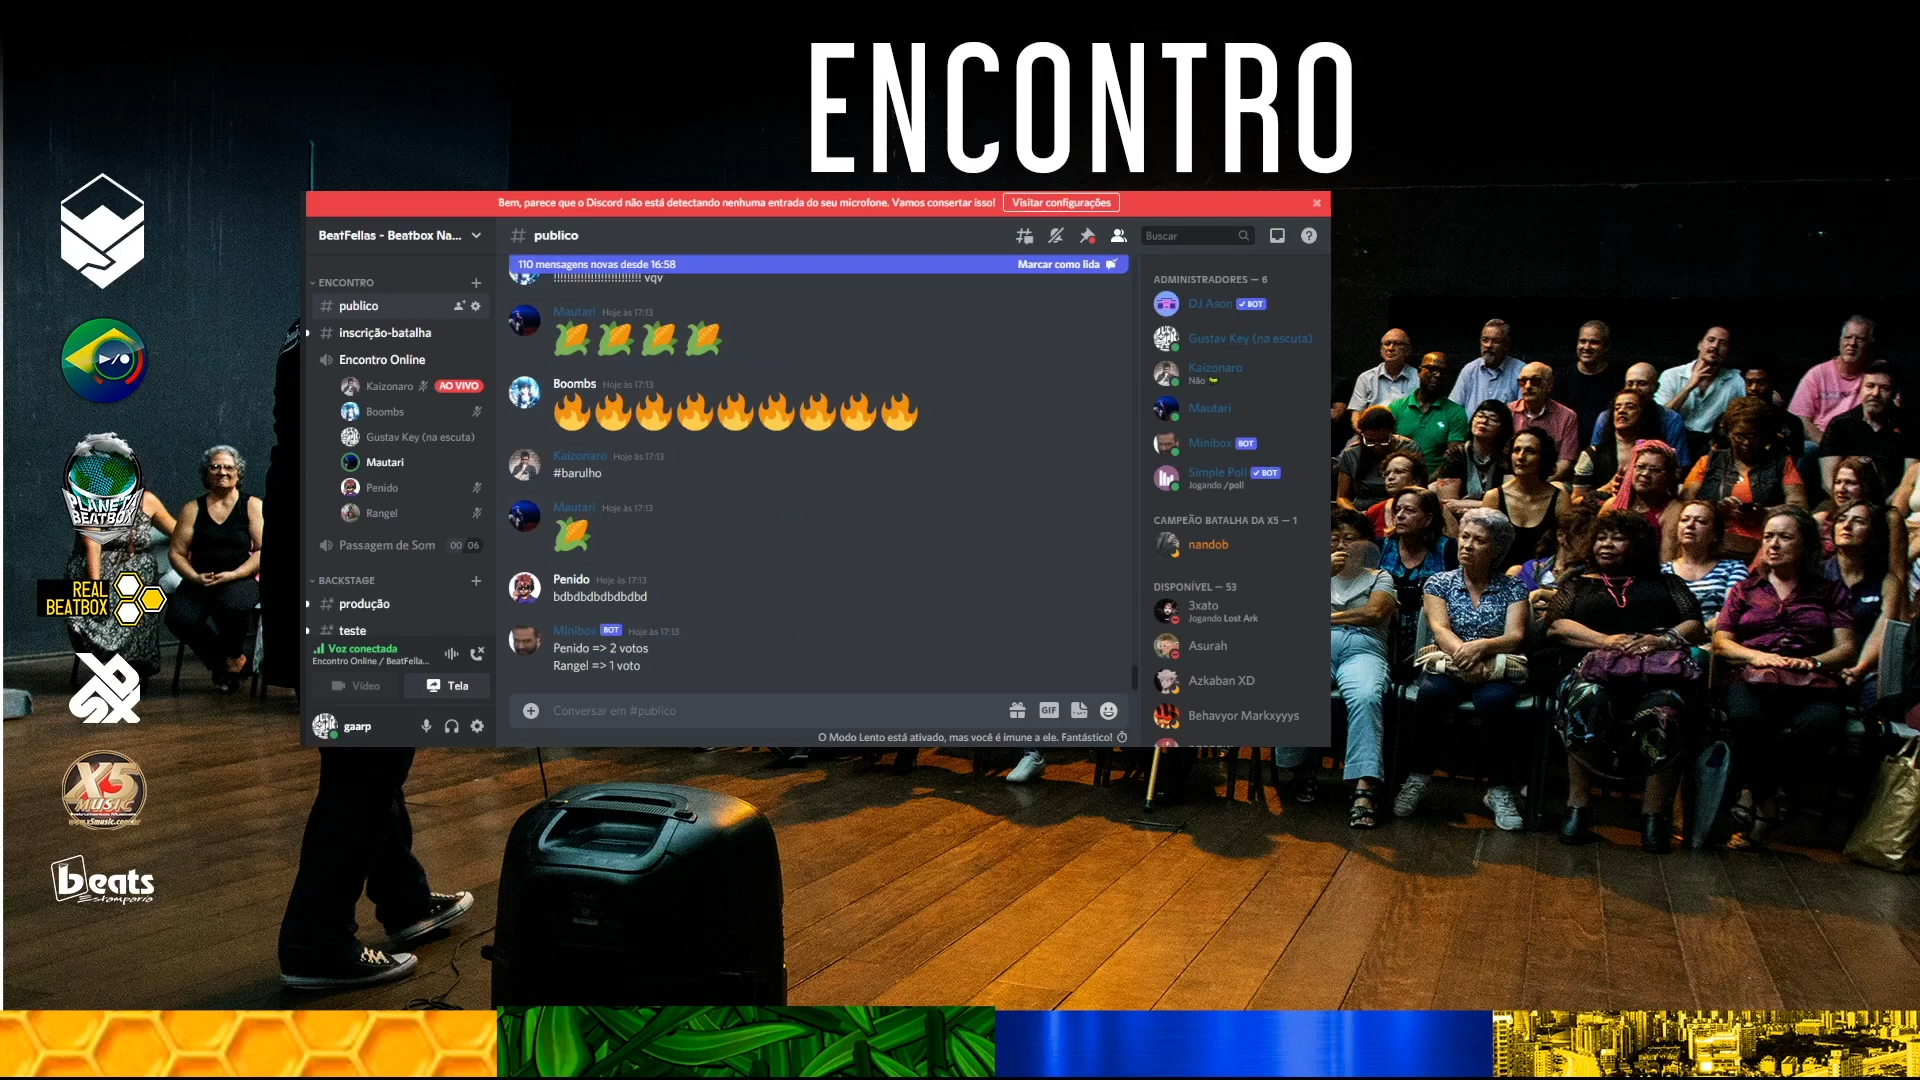 ENCONTRO
Bem, parece que o Discord não está detectando nenhuma entrada do seu microfone. Vamos consertar isso! Visitar configurações
BeatFellas - Beatbox Na...
ENCONTRO
publico
inscrição-batalha
Encontro Online
Kaizonaro AO VIVO
Boombs
Gustav Key (na escuta)
Mautari
Penido
Rangel
Passagem de Som 00 06
BACKSTAGE
produção
teste
Voz conectada
Encontro Online / BeatFella...
Vídeo Tela
gaarp
# publico
Buscar
110 mensagens novas desde 16:58 Marcar como lida
!!!!!!!!!!!!!!!!!!!!!!!!!!!!! vqv
Mautari Hoje às 17:13
🌽 🌽 🌽 🌽
Boombs Hoje às 17:13
🔥🔥🔥🔥🔥🔥🔥🔥🔥
Kaizonaro Hoje às 17:13
#barulho
Mautari Hoje às 17:13
🌽
Penido Hoje às 17:13
bdbdbdbdbdbdbd
Minibox BOT Hoje às 17:13
Penido => 2 votos
Rangel => 1 voto
Conversar em #publico
GIF
O Modo Lento está ativado, mas você é imune a ele. Fantástico!
ADMINISTRADORES — 6
DJ Ason ✓ BOT
Gustav Key (na escuta)
Kaizonaro
Não
Mautari
Minibox BOT
Simple Poll ✓ BOT
Jogando /poll
CAMPEÃO BATALHA DA X5 — 1
nandob
DISPONÍVEL — 53
3xato
Jogando Lost Ark
Asurah
Azkaban XD
Behavyor Markxyyys
PLANETA
BEATBOX
REAL
BEATBOX
X5
MUSIC
beats
Estamparia